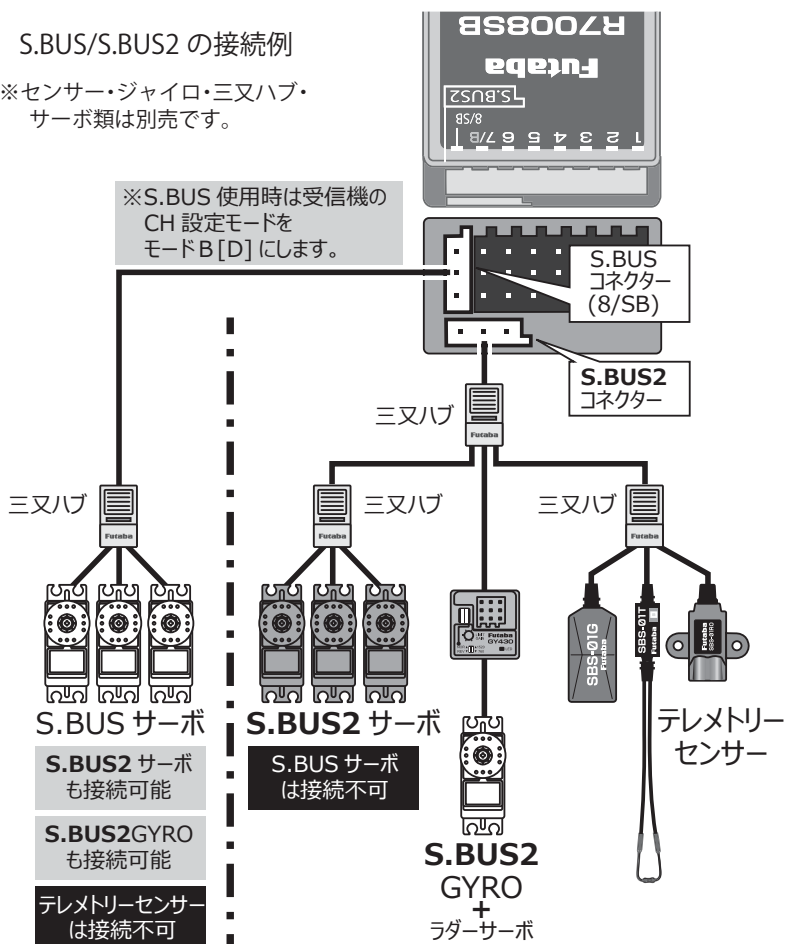 S.BUS/S.BUS2 の接続例
※センサー・ジャイロ・三又ハブ・
サーボ類は別売です。
R7008SB
Futaba
S.BUS2
8/SB
7/B 6 5 4 3 2 1
※S.BUS 使用時は受信機の
CH 設定モードを
モードB[D] にします。
S.BUS
コネクター
(8/SB)
S.BUS2
コネクター
三又ハブ
Futaba
三又ハブ
Futaba
三又ハブ
Futaba
三又ハブ
Futaba
Futaba
GY430
SBS-01G
Futaba
SBS-01T
Futaba
Futaba
SBS-01RO
S.BUS サーボ
S.BUS2 サーボ
も接続可能
S.BUS2GYRO
も接続可能
テレメトリーセンサー
は接続不可
S.BUS2 サーボ
S.BUS サーボ
は接続不可
S.BUS2
GYRO
+
ラダーサーボ
テレメトリー
センサー